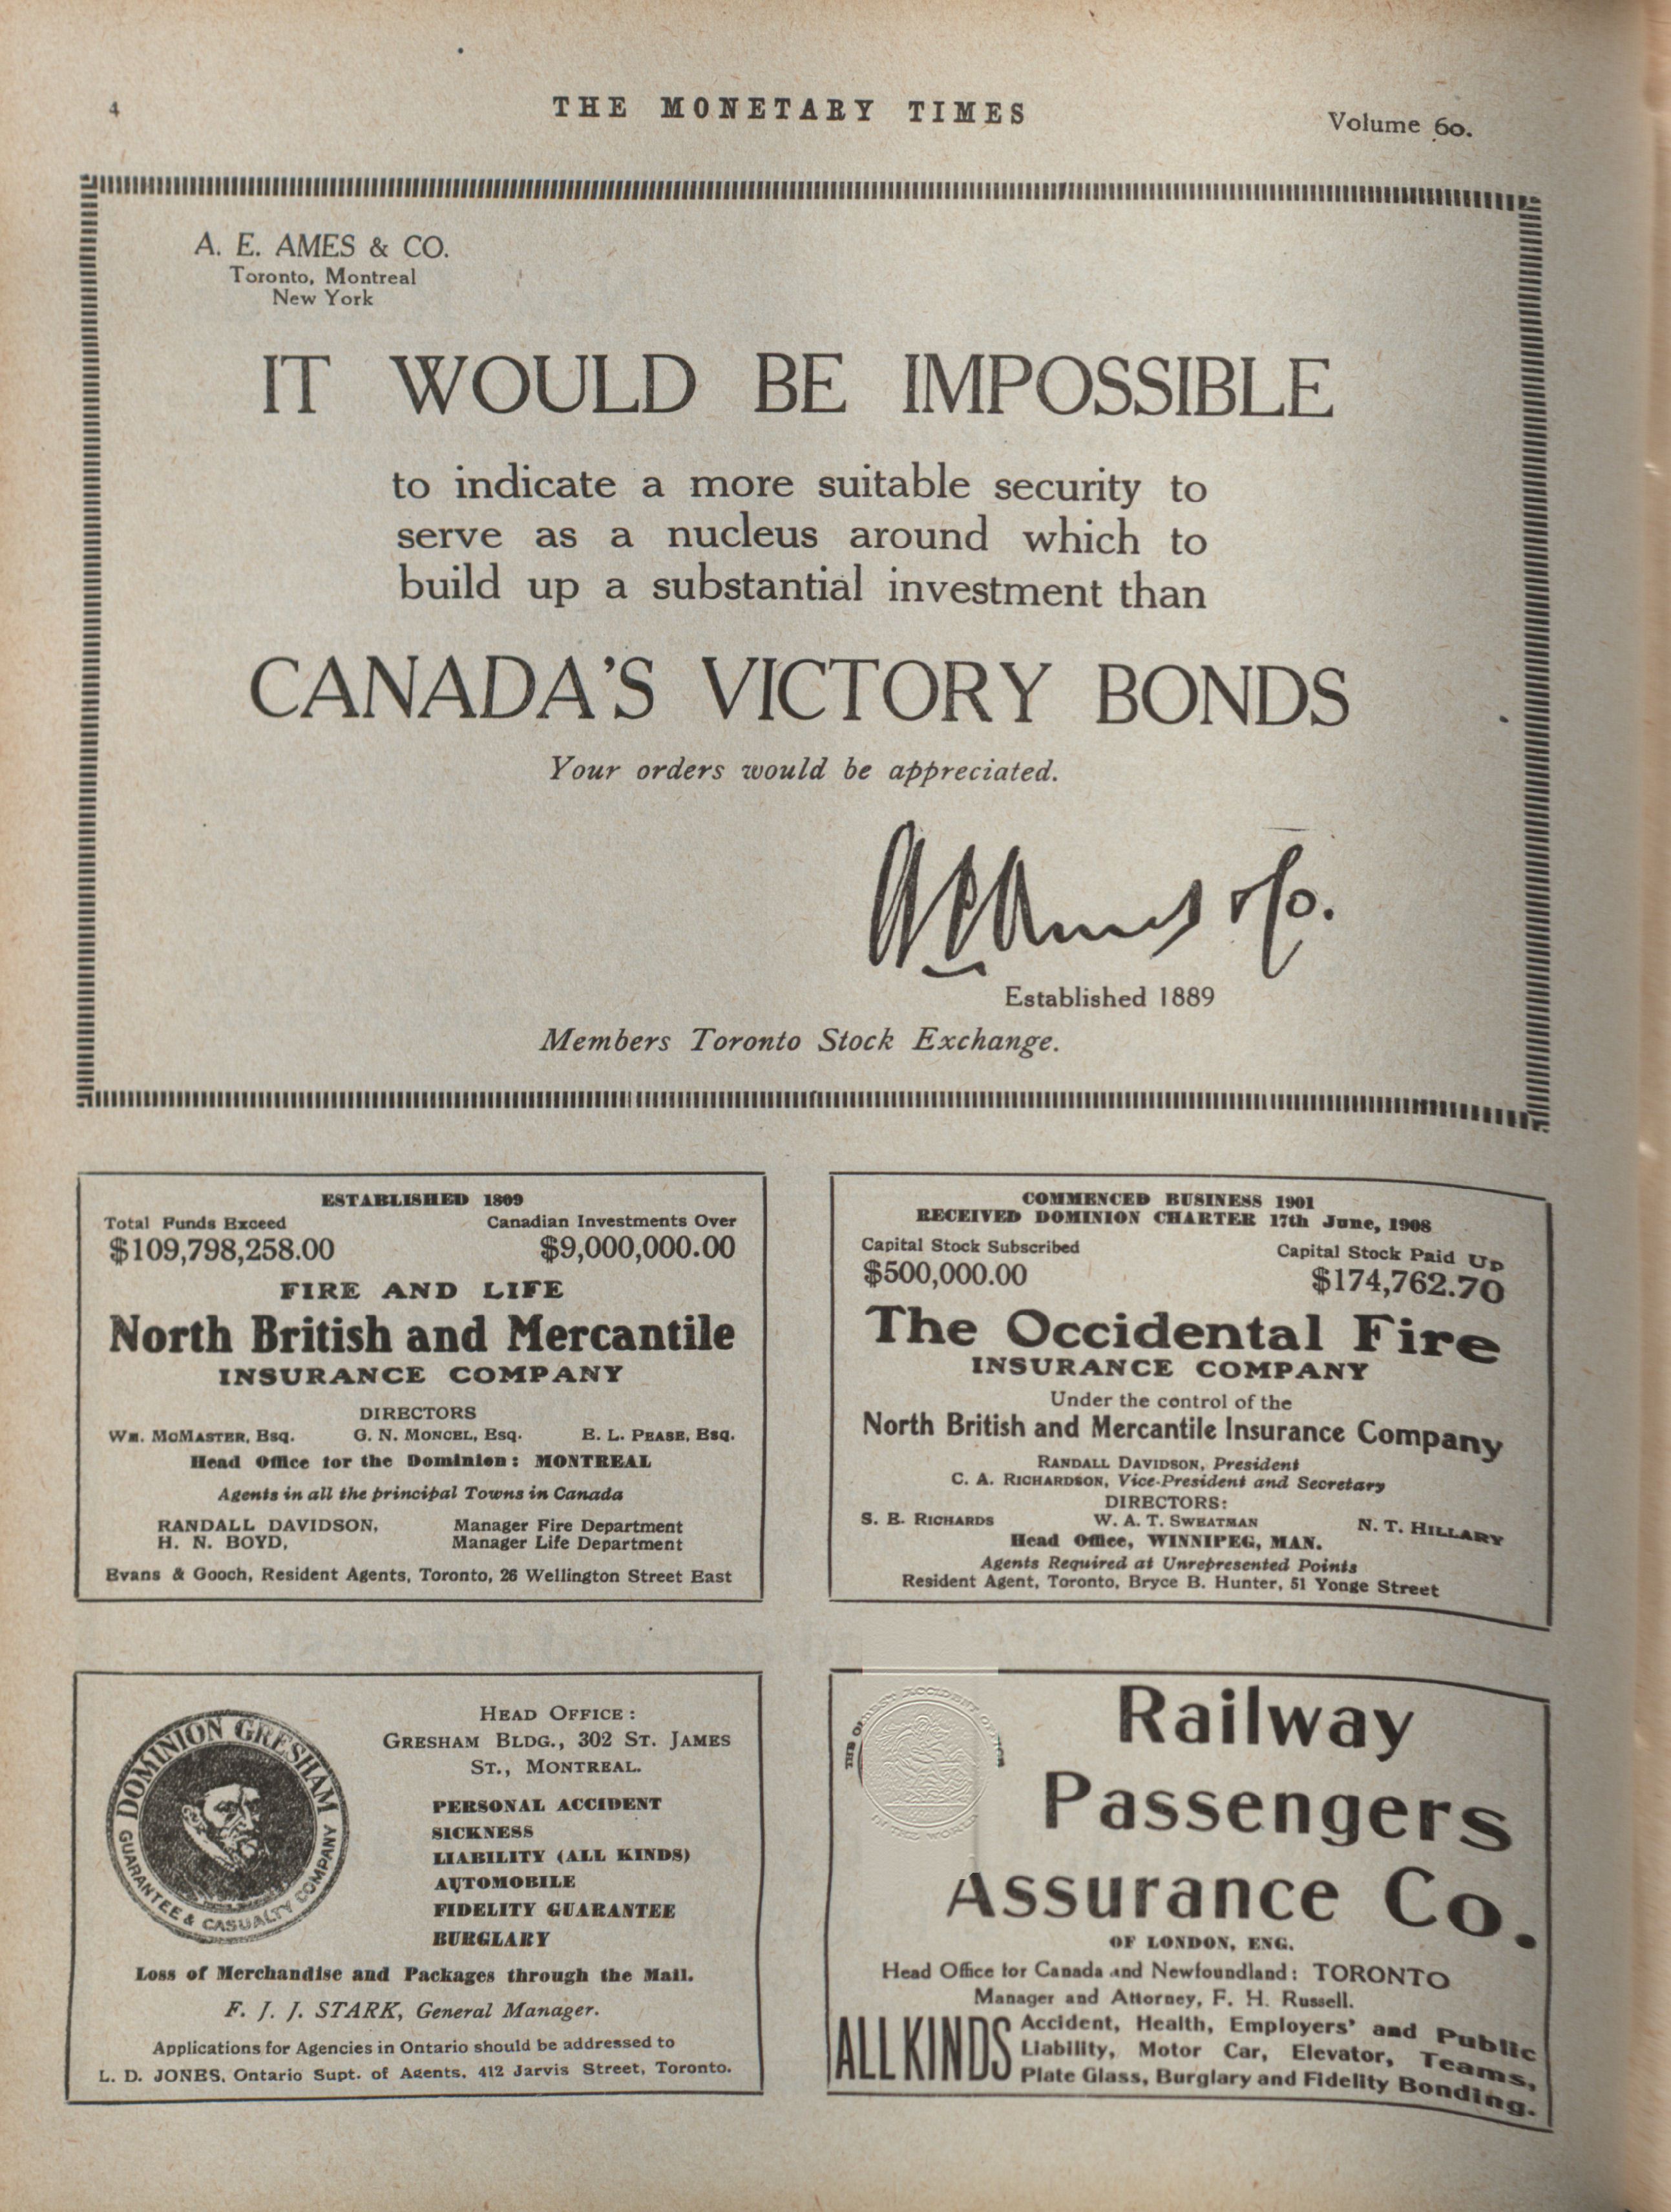 4
THE MONETARY TIMES
Volume 60.
A. E. AMES & CO.
Toronto, Montreal
New York
IT WOULD BE IMPOSSIBLE
to indicate a more suitable security to
serve as a nucleus around which to
build up a substantial investment than
CANADA'S VICTORY BONDS
Your orders would be appreciated.
A E Ames & Co.
Established 1889
Members Toronto Stock Exchange.
ESTABLISHED 1809
Total Funds Exceed Canadian Investments Over
$109,798,258.00 $9,000,000.00
FIRE AND LIFE
North British and Mercantile
INSURANCE COMPANY
DIRECTORS
WM. MCMASTER, Esq. G. N. MONCEL, Esq. E. L. PEASE, Esq.
Head Office for the Dominion: MONTREAL
Agents in all the principal Towns in Canada
RANDALL DAVIDSON, Manager Fire Department
H. N. BOYD, Manager Life Department
Evans & Gooch, Resident Agents, Toronto, 26 Wellington Street East
COMMENCED BUSINESS 1901
RECEIVED DOMINION CHARTER 17th June, 1908
Capital Stock Subscribed Capital Stock Paid Up
$500,000.00 $174,762.70
The Occidental Fire
INSURANCE COMPANY
Under the control of the
North British and Mercantile Insurance Company
RANDALL DAVIDSON, President
C. A. RICHARDSON, Vice-President and Secretary
DIRECTORS:
S. E. RICHARDS W. A. T. SWEATMAN N. T. HILLARY
Head Office, WINNIPEG, MAN.
Agents Required at Unrepresented Points
Resident Agent, Toronto, Bryce B. Hunter, 51 Yonge Street
DOMINION GRESHAM
GUARANTEE & CASUALTY COMPANY
HEAD OFFICE:
GRESHAM BLDG., 302 ST. JAMES
ST., MONTREAL.
PERSONAL ACCIDENT
SICKNESS
LIABILITY (ALL KINDS)
AUTOMOBILE
FIDELITY GUARANTEE
BURGLARY
Loss of Merchandise and Packages through the Mail.
F. J. J. STARK, General Manager.
Applications for Agencies in Ontario should be addressed to
L. D. JONES, Ontario Supt. of Agents, 412 Jarvis Street, Toronto.
THE OLDEST ACCIDENT OFFICE
IN THE WORLD
Railway
Passengers
Assurance Co.
OF LONDON, ENG.
Head Office for Canada and Newfoundland: TORONTO
Manager and Attorney, F. H. Russell.
ALL KINDS
Accident, Health, Employers' and Public
Liability, Motor Car, Elevator, Teams,
Plate Glass, Burglary and Fidelity Bonding.